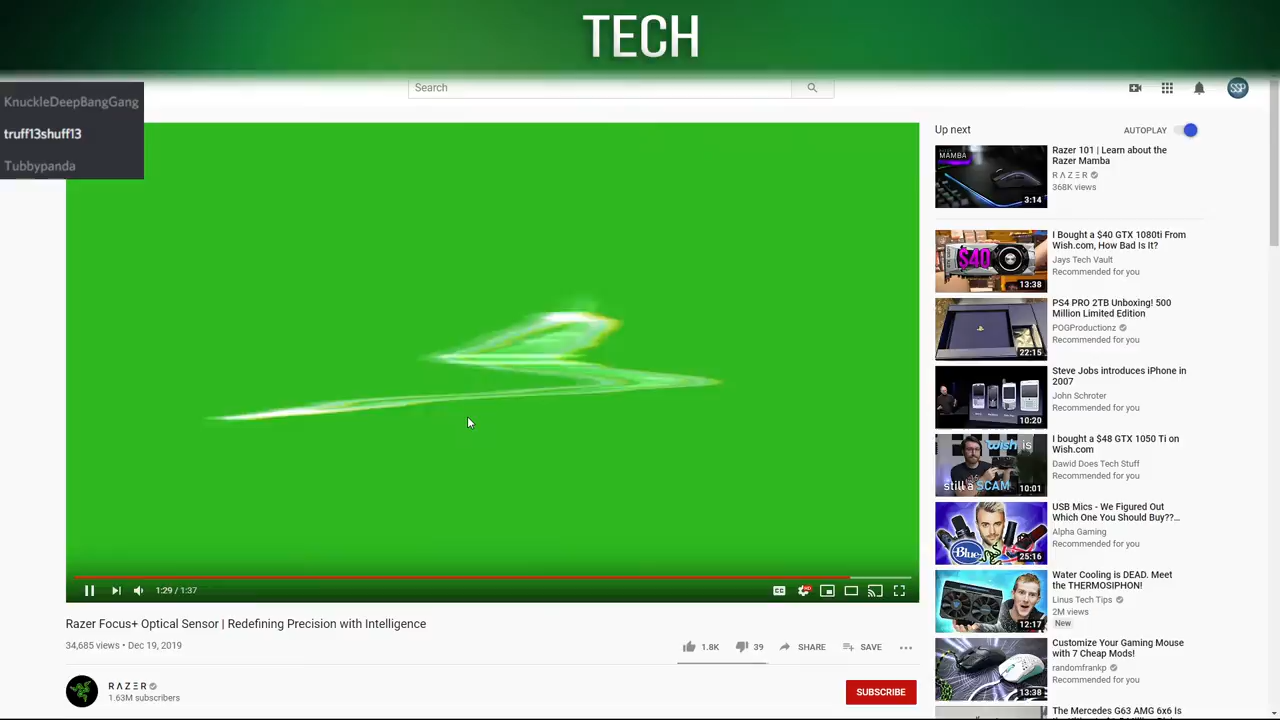 TECH
KnuckleDeepBangGang
truff13shuff13
Tubbypanda
Search
SSP
1:29 / 1:37
Razer Focus+ Optical Sensor | Redefining Precision with Intelligence
34,685 views • Dec 19, 2019
1.8K
39
SHARE
SAVE
R Λ Z Ξ R
1.63M subscribers
SUBSCRIBE
Up next
AUTOPLAY
MAMBA
3:14
Razer 101 | Learn about the
Razer Mamba
R Λ Z Ξ R
368K views
$40
13:38
I Bought a $40 GTX 1080ti From
Wish.com, How Bad Is It?
Jays Tech Vault
Recommended for you
22:15
PS4 PRO 2TB Unboxing! 500
Million Limited Edition
POGProductionz
Recommended for you
10:20
Steve Jobs introduces iPhone in
2007
John Schroter
Recommended for you
wish is
still a SCAM
10:01
I bought a $48 GTX 1050 Ti on
Wish.com
Dawid Does Tech Stuff
Recommended for you
Blue
25:16
USB Mics - We Figured Out
Which One You Should Buy??...
Alpha Gaming
Recommended for you
12:17
Water Cooling is DEAD. Meet
the THERMOSIPHON!
Linus Tech Tips
2M views
New
13:38
Customize Your Gaming Mouse
with 7 Cheap Mods!
randomfrankp
Recommended for you
The Mercedes G63 AMG 6x6 Is